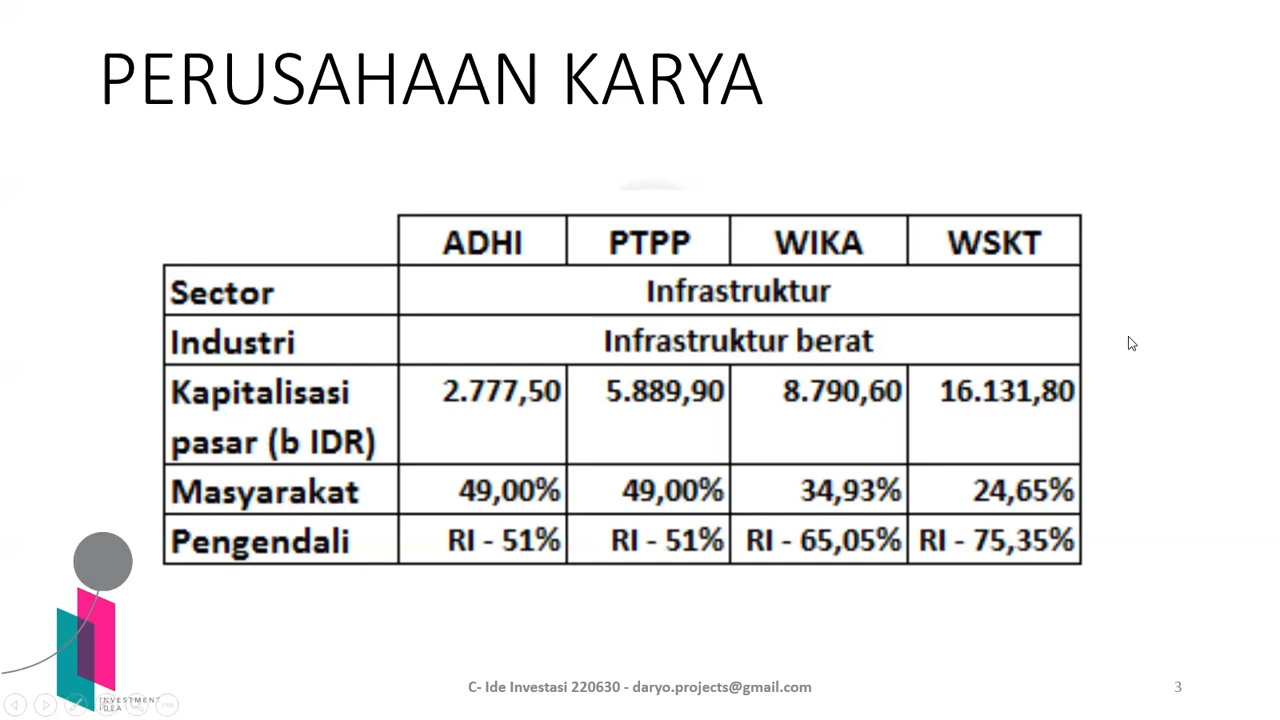 PERUSAHAAN KARYA
ADHI PTPP WIKA WSKT
Sector Infrastruktur
Industri Infrastruktur berat
Kapitalisasi pasar (b IDR) 2.777,50 5.889,90 8.790,60 16.131,80
Masyarakat 49,00% 49,00% 34,93% 24,65%
Pengendali RI - 51% RI - 51% RI - 65,05% RI - 75,35%
INVESTMENT
IDEA
C- Ide Investasi 220630 - daryo.projects@gmail.com 3